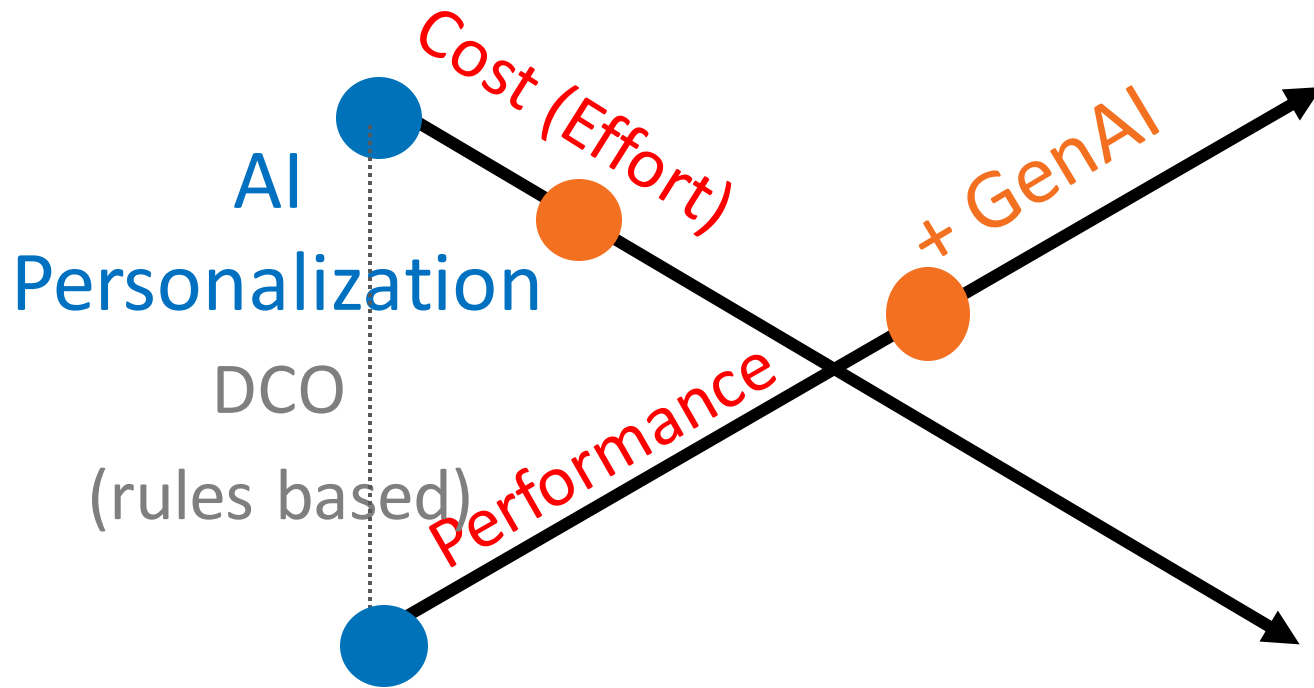 Cost (Effort)
+ GenAI
AI
Personalization
DCO
(rules based)
Performance